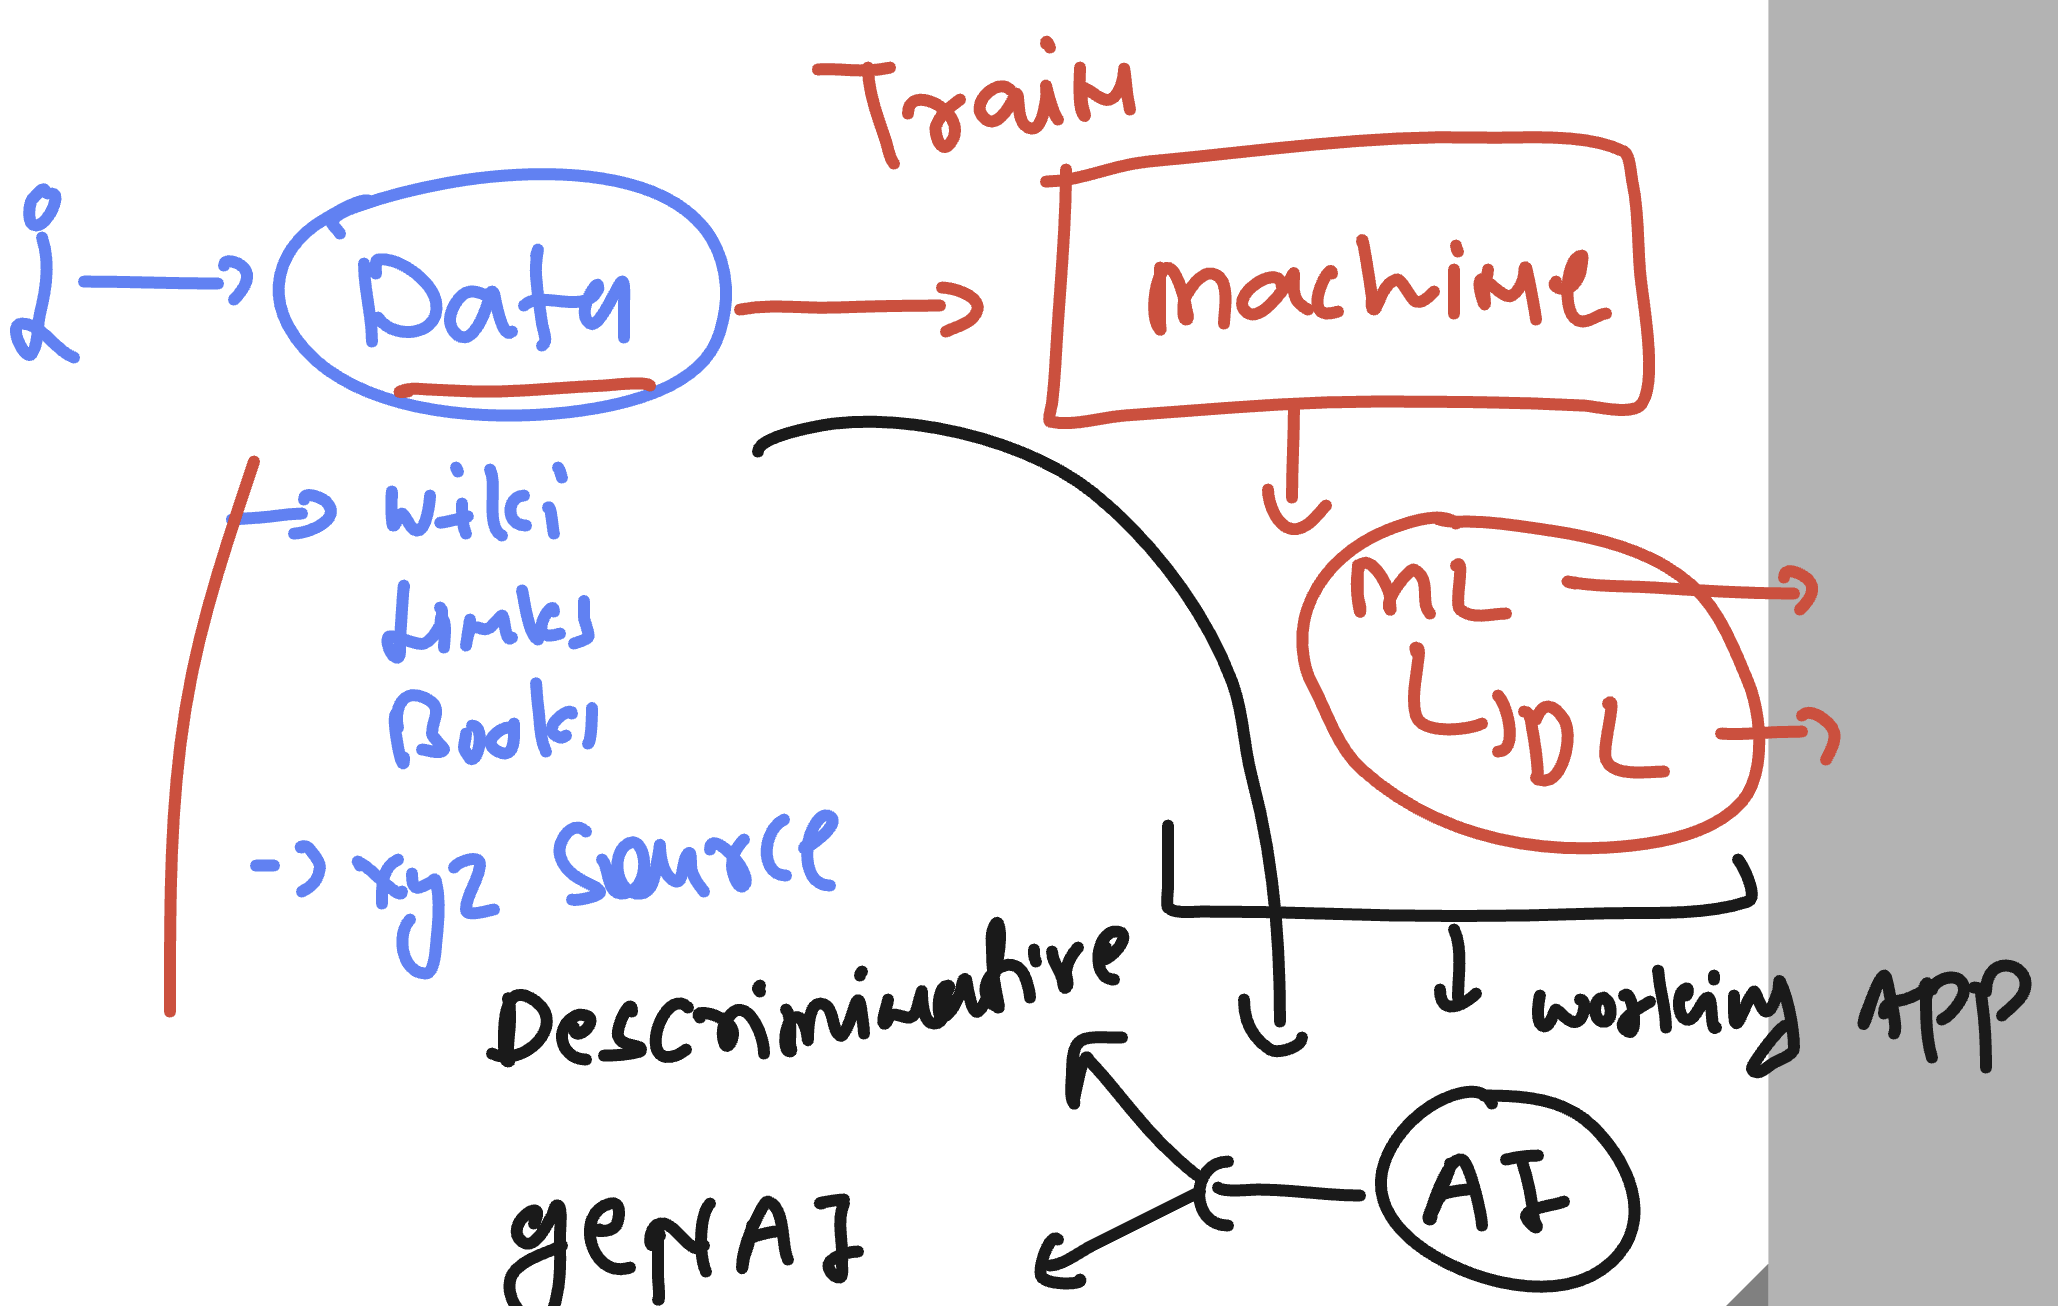 Train
Data
machine
wiki
Links
Books
ML
DL
xyz Source
Descriminative
working App
AI
genAI